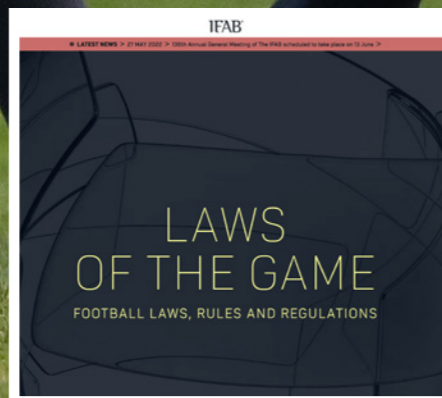 IFAB
LATEST NEWS > 27 MAY 2022 > 136th Annual General Meeting of The IFAB scheduled to take place on 13 June >
LAWS
OF THE GAME
FOOTBALL LAWS, RULES AND REGULATIONS